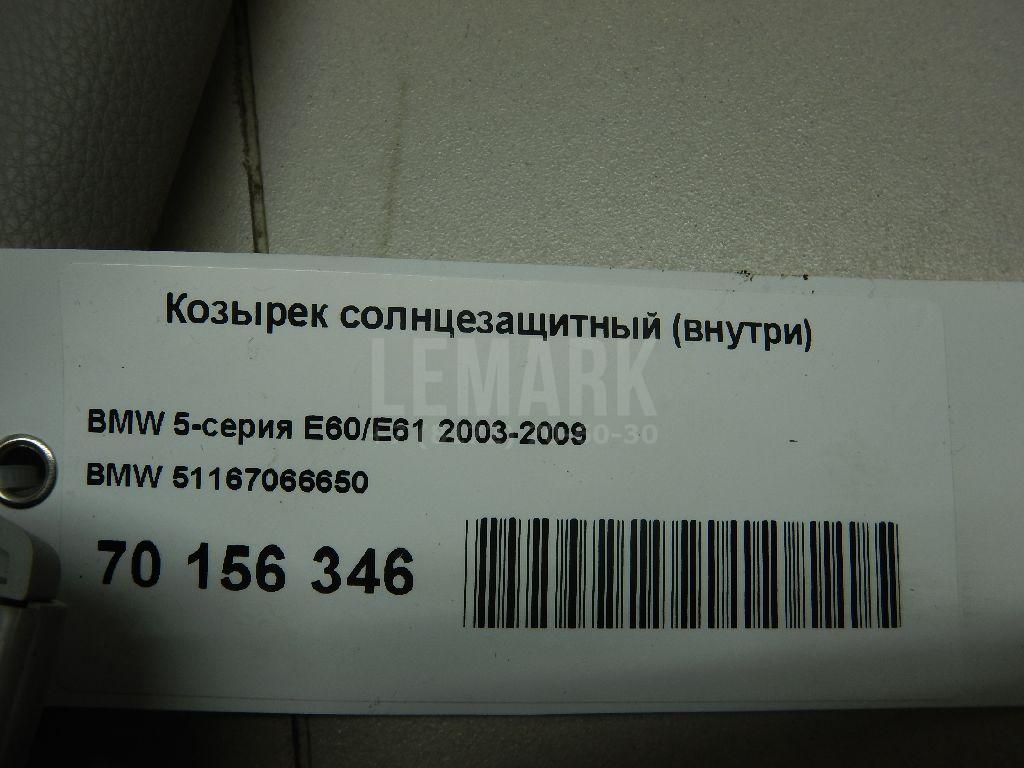 Козырек солнцезащитный (внутри)
LEMARK
BMW 5-серия E60/E61 2003-2009
BMW 51167066650
70 156 346